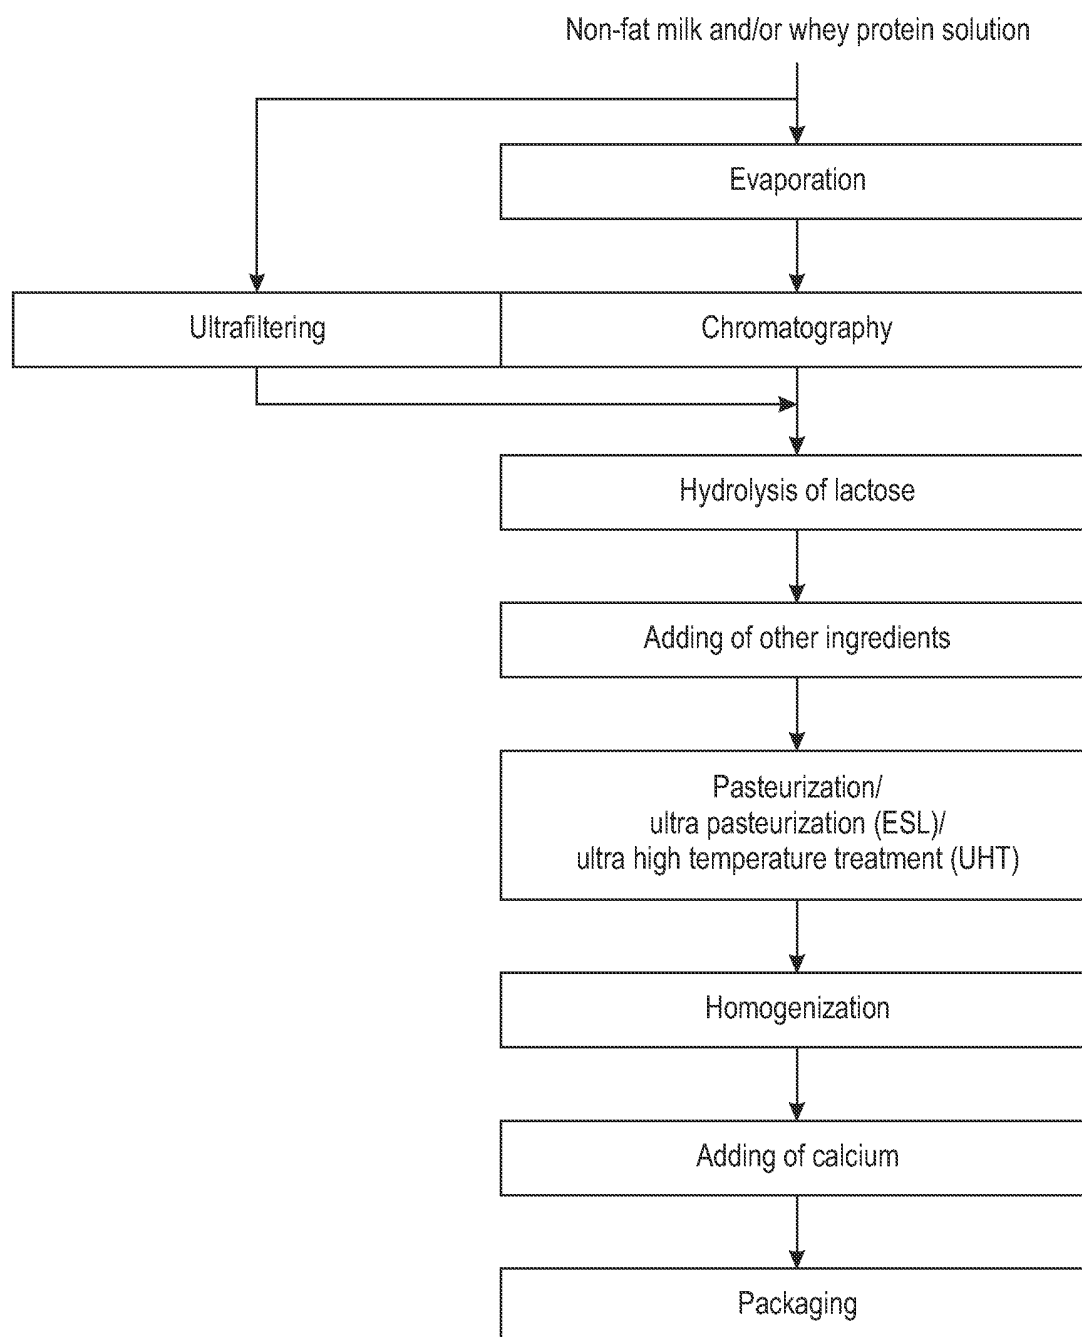 Non-fat milk and/or whey protein solution
Evaporation
Ultrafiltering
Chromatography
Hydrolysis of lactose
Adding of other ingredients
Pasteurization/
ultra pasteurization (ESL)/
ultra high temperature treatment (UHT)
Homogenization
Adding of calcium
Packaging